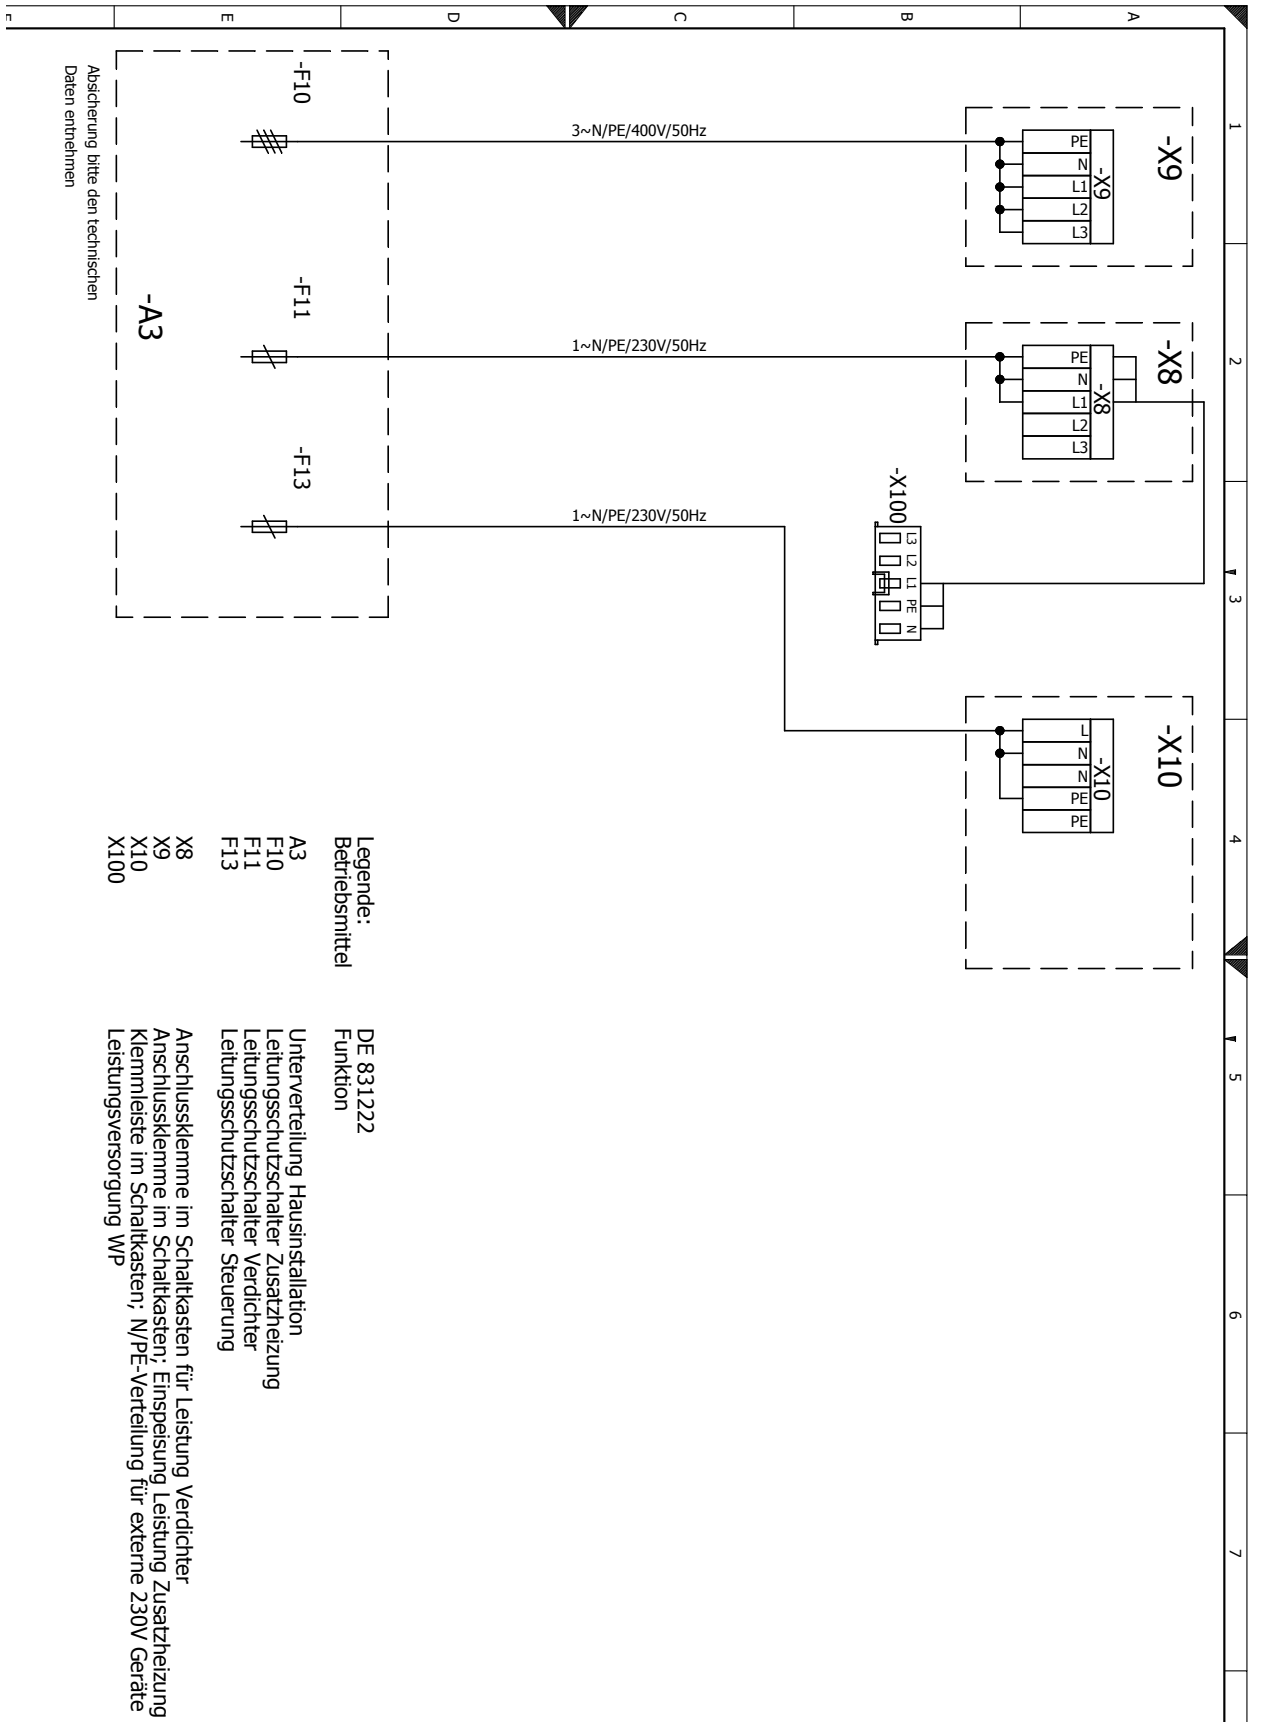 1
2
3
4
5
6
7
A
B
C
D
E
-X9
-X9
PE
N
L1
L2
L3
-X8
-X8
PE
N
L1
L2
L3
-X100
L3
L2
L1
PE
N
-X10
-X10
L
N
N
PE
PE
3~N/PE/400V/50Hz
1~N/PE/230V/50Hz
1~N/PE/230V/50Hz
-F10
-F11
-F13
-A3
Absicherung bitte den technischen
Daten entnehmen
Legende: DE 831222
Betriebsmittel Funktion
A3 Unterverteilung Hausinstallation
F10 Leitungsschutzschalter Zusatzheizung
F11 Leitungsschutzschalter Verdichter
F13 Leitungsschutzschalter Steuerung
X8 Anschlussklemme im Schaltkasten für Leistung Verdichter
X9 Anschlussklemme im Schaltkasten; Einspeisung Leistung Zusatzheizung
X10 Klemmleiste im Schaltkasten; N/PE-Verteilung für externe 230V Geräte
X100 Leistungsversorgung WP